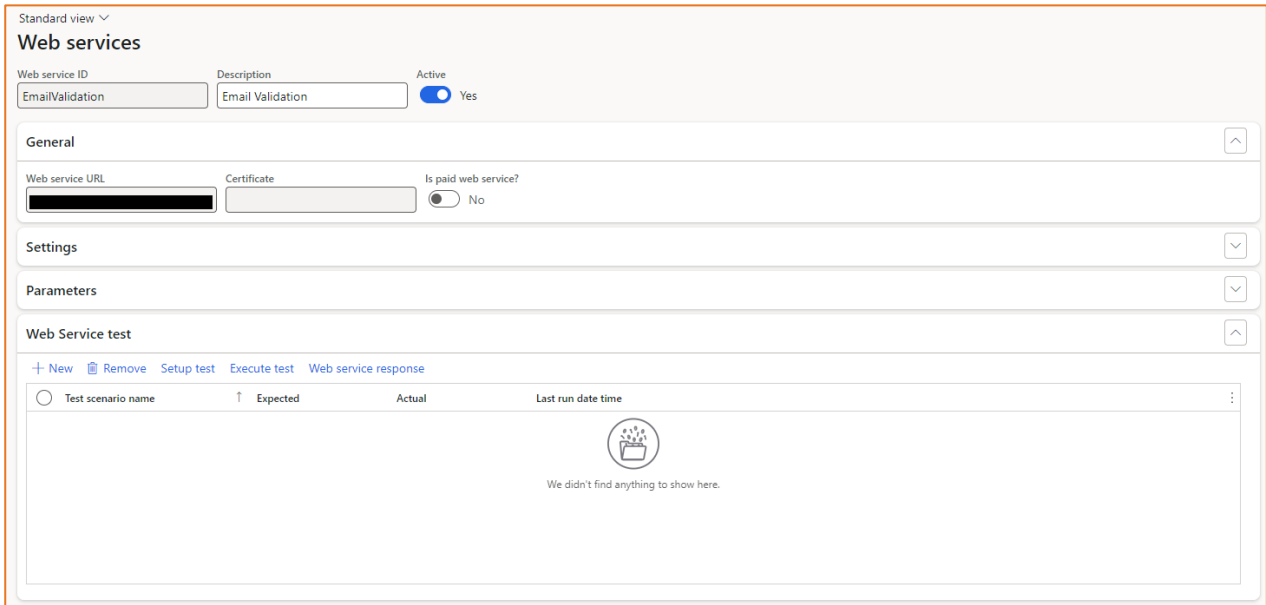 Standard view
Web services
Web service ID Description Active
EmailValidation Email Validation Yes
General
Web service URL Certificate Is paid web service?
No
Settings
Parameters
Web Service test
New Remove Setup test Execute test Web service response
Test scenario name Expected Actual Last run date time
We didn't find anything to show here.